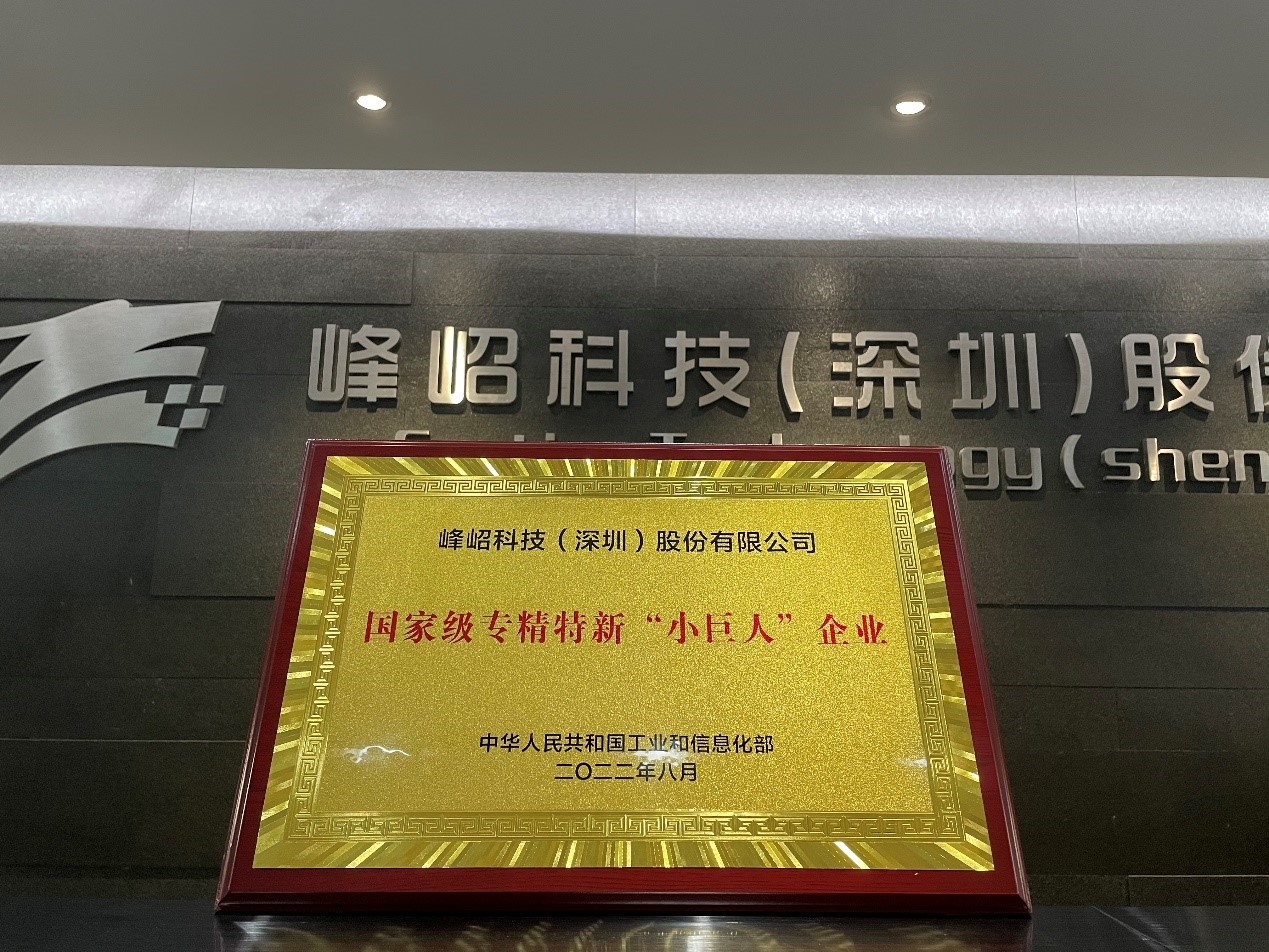 峰岹科技(深圳)股份
gy(shen
峰岹科技（深圳）股份有限公司
国家级专精特新“小巨人”企业
中华人民共和国工业和信息化部
二〇二二年八月